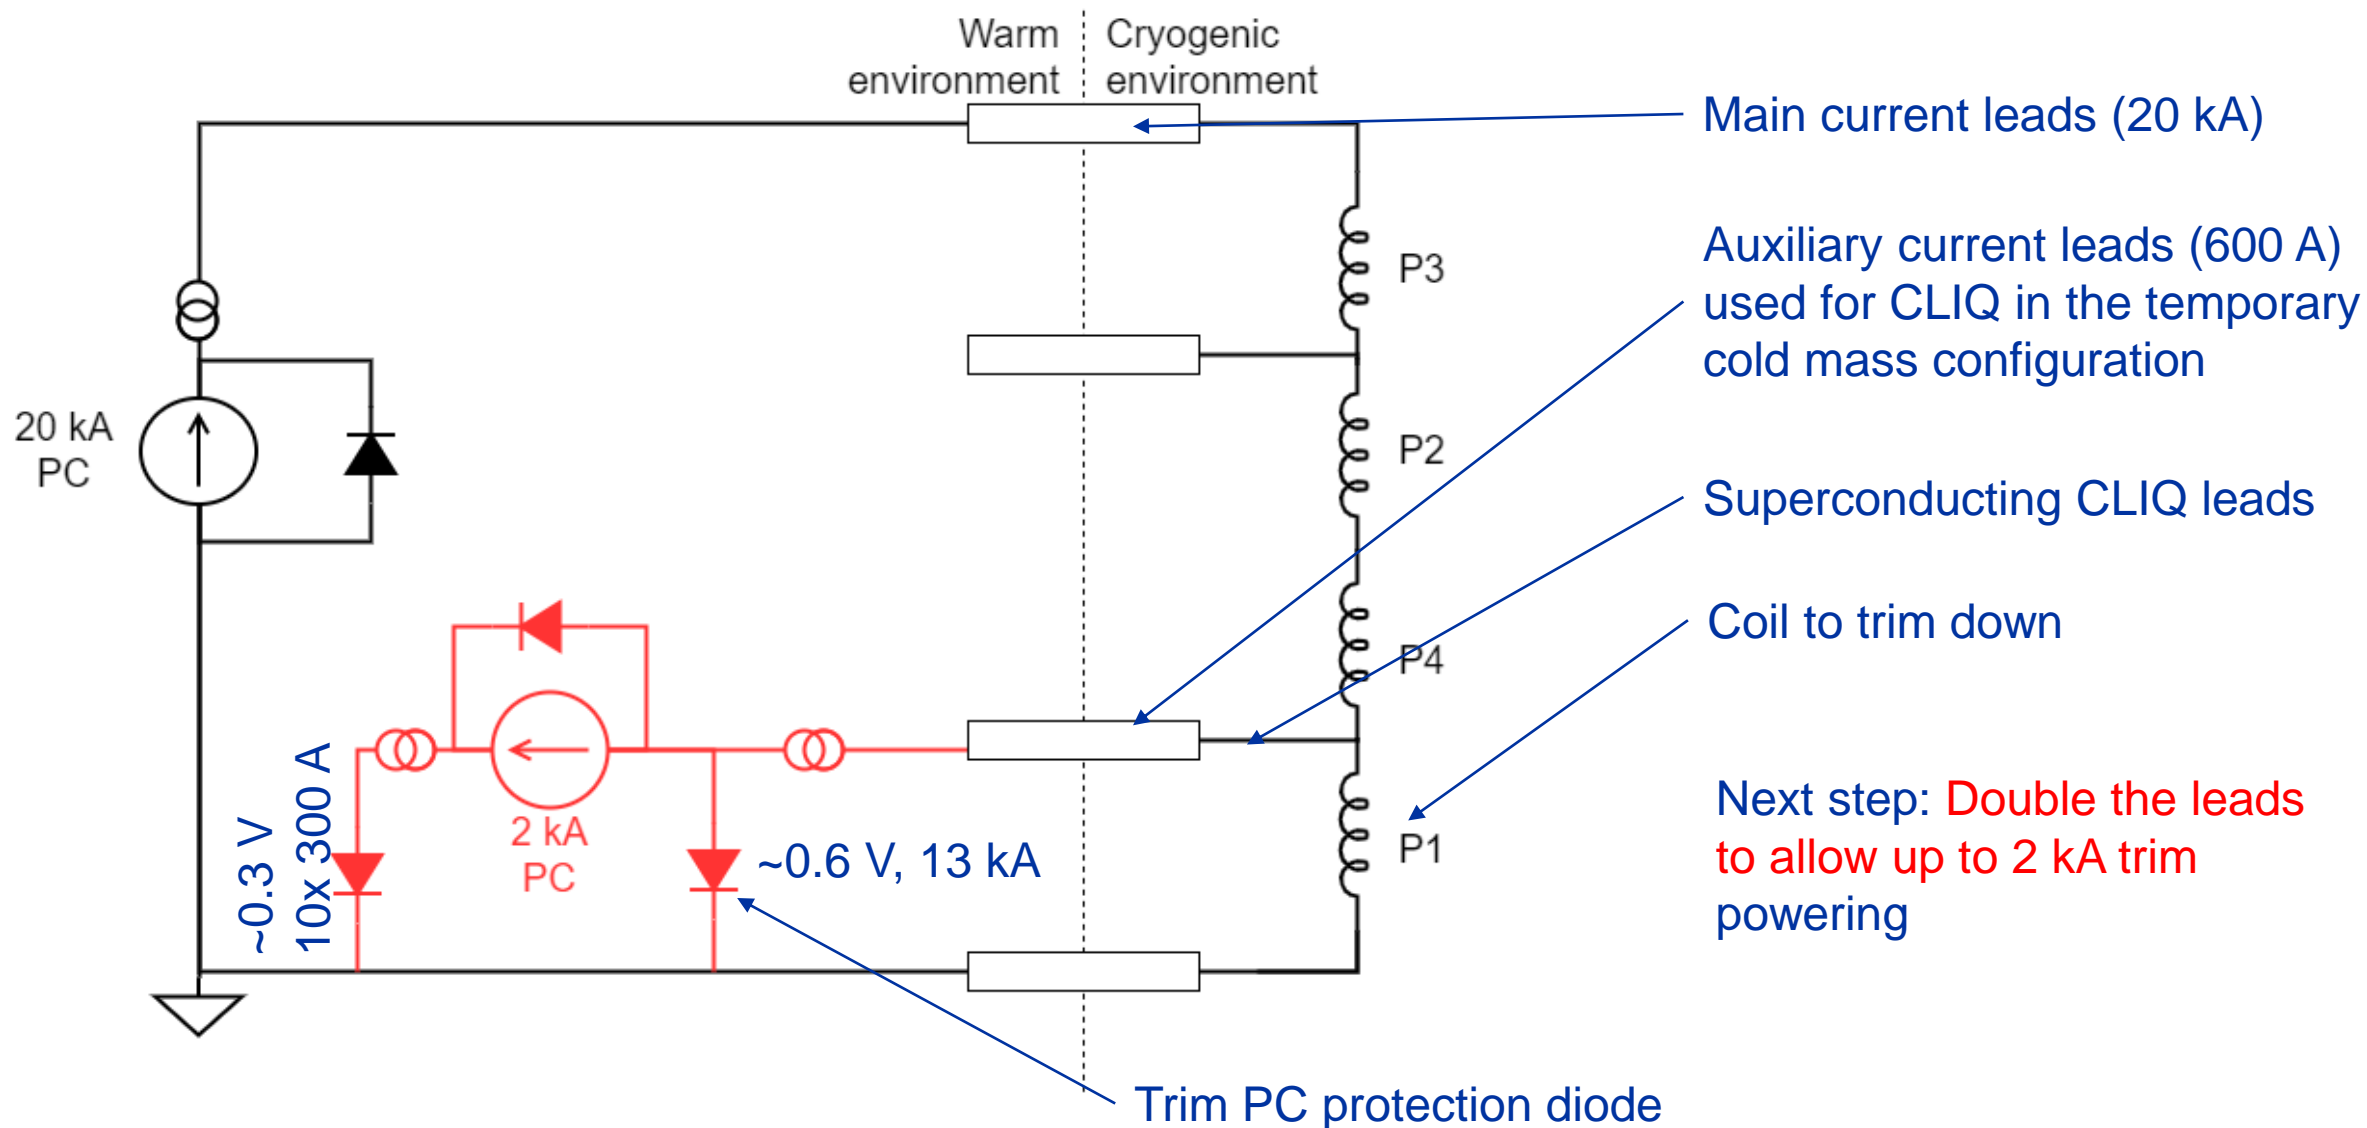 Warm
environment
Cryogenic
environment
Main current leads (20 kA)
Auxiliary current leads (600 A)
used for CLIQ in the temporary
cold mass configuration
P3
20 kA
PC
P2
Superconducting CLIQ leads
Coil to trim down
P4
~0.3 V
10x 300 A
2 kA
PC
~0.6 V, 13 kA
P1
Next step: Double the leads
to allow up to 2 kA trim
powering
Trim PC protection diode